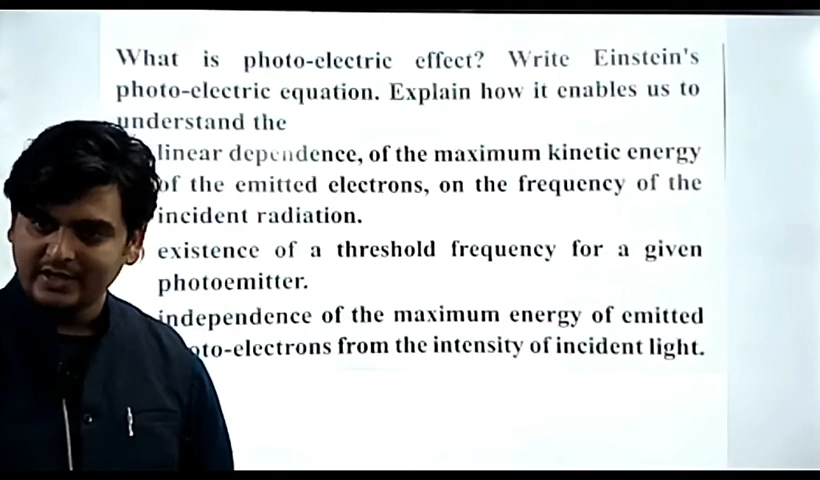 What is photo-electric effect? Write Einstein's
photo-electric equation. Explain how it enables us to
understand the
linear dependence, of the maximum kinetic energy
of the emitted electrons, on the frequency of the
incident radiation.
existence of a threshold frequency for a given
photoemitter.
independence of the maximum energy of emitted
oto-electrons from the intensity of incident light.